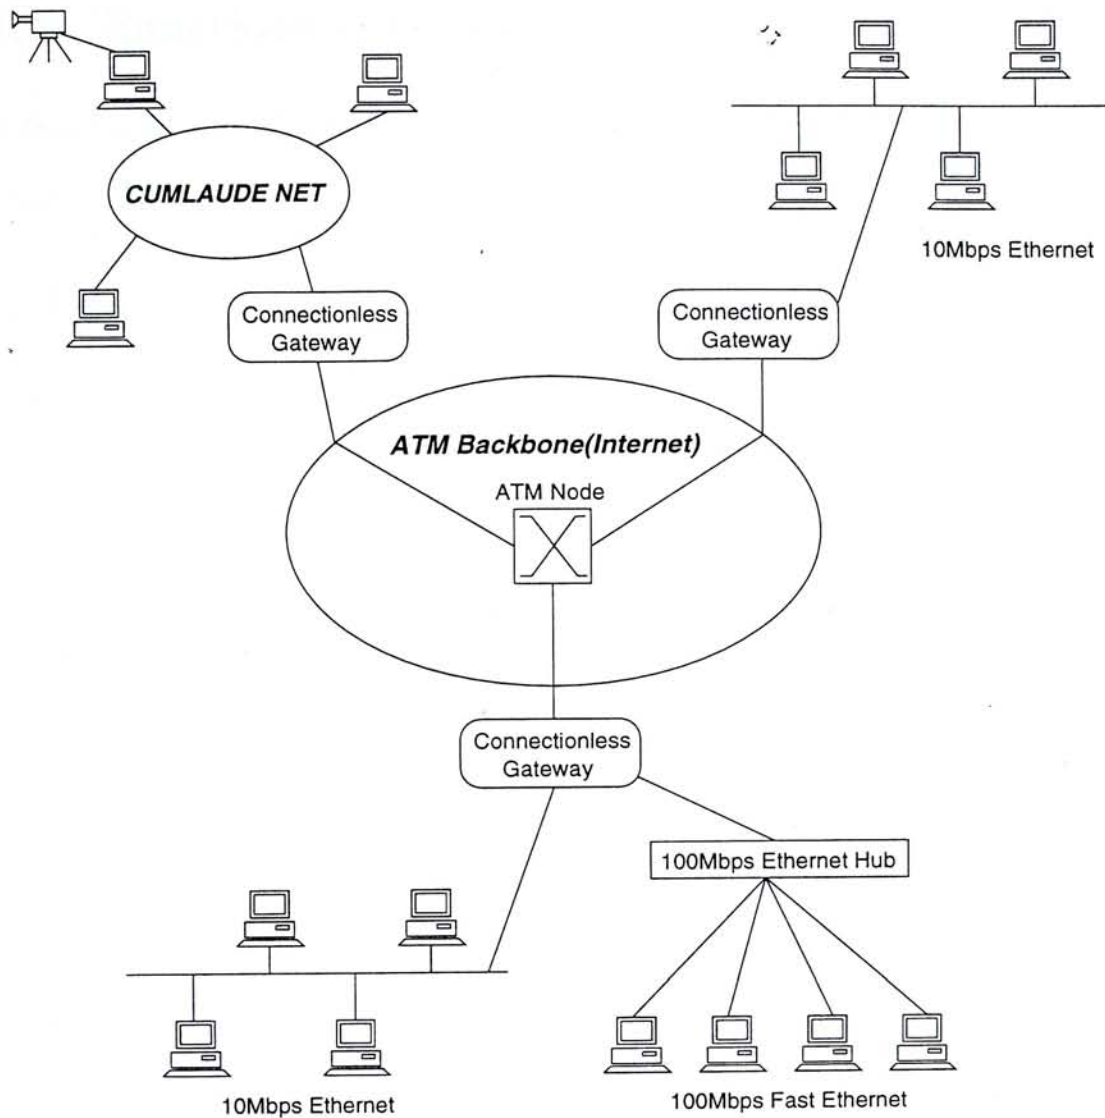 CUMLAUDE NET
10Mbps Ethernet
Connectionless
Gateway
Connectionless
Gateway
ATM Backbone(Internet)
ATM Node
Connectionless
Gateway
100Mbps Ethernet Hub
10Mbps Ethernet
100Mbps Fast Ethernet